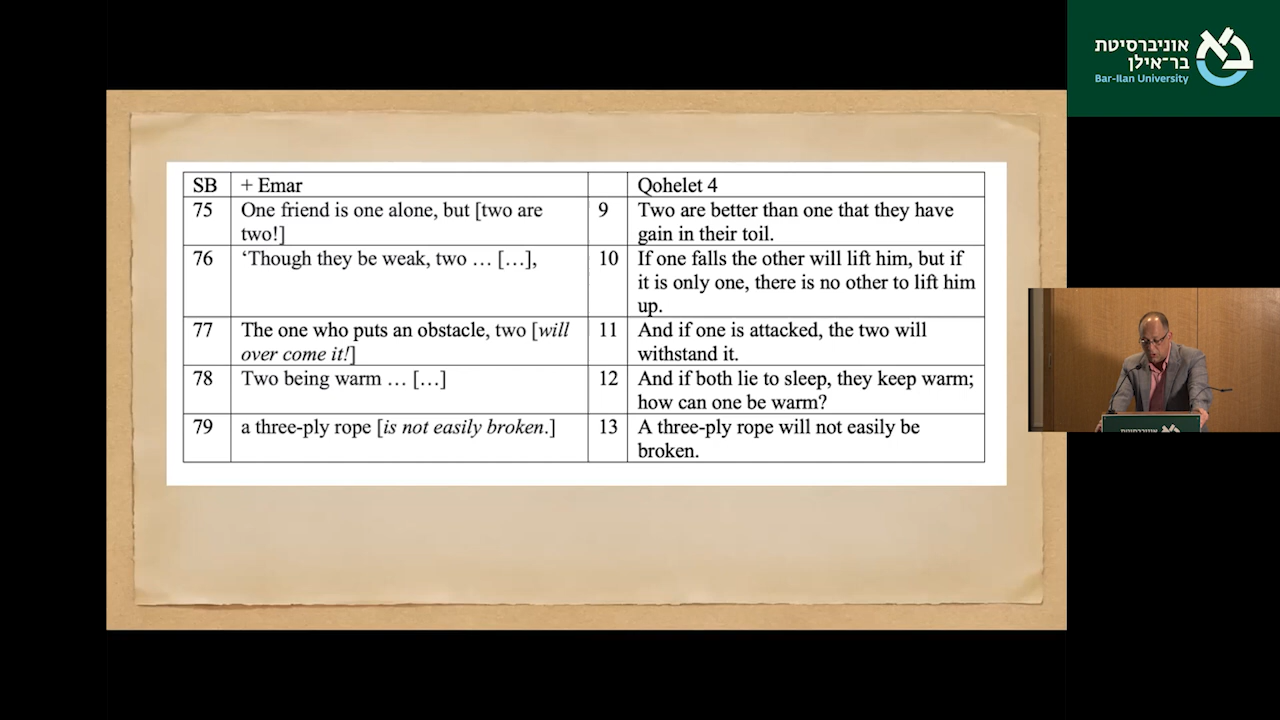 אוניברסיטת
בר־אילן
Bar-Ilan University
SB + Emar Qohelet 4
75 One friend is one alone, but [two are 9 Two are better than one that they have
two!] gain in their toil.
76 ‘Though they be weak, two … […], 10 If one falls the other will lift him, but if
it is only one, there is no other to lift him
up.
77 The one who puts an obstacle, two [will 11 And if one is attacked, the two will
over come it!] withstand it.
78 Two being warm … […] 12 And if both lie to sleep, they keep warm;
how can one be warm?
79 a three-ply rope [is not easily broken.] 13 A three-ply rope will not easily be
broken.